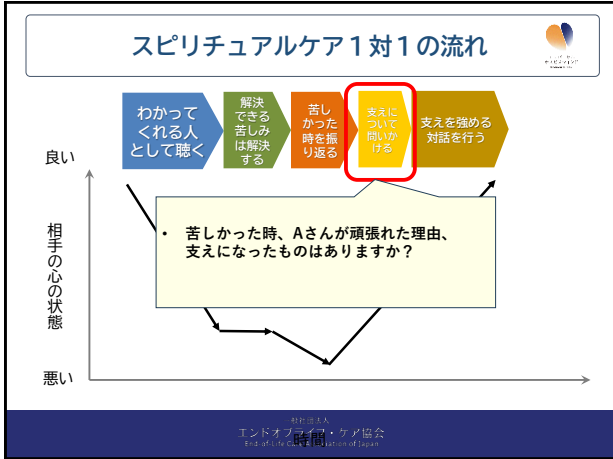 スピリチュアルケア１対１の流れ
わかって
くれる人
として聴く
解決
できる
苦しみ
は解決
する
苦し
かった
時を振
り返る
支えに
ついて
問いか
ける
支えを強める
対話を行う
良い
相手の心の状態
悪い
• 苦しかった時、Aさんが頑張れた理由、
支えになったものはありますか？
一般社団法人
エンドオブライフ・ケア協会
End-of-Life Care Association of Japan
時間